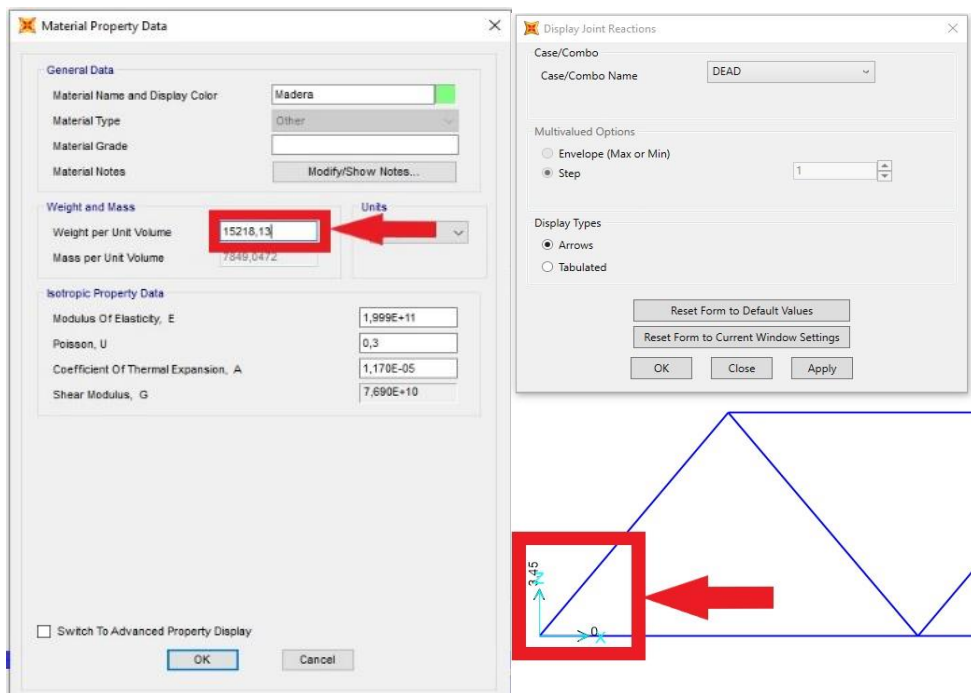 Material Property Data
General Data
Material Name and Display Color
Madera
Material Type
Other
Material Grade
Material Notes
Modify/Show Notes...
Weight and Mass
Units
Weight per Unit Volume
15218,13
Mass per Unit Volume
7849,0472
Isotropic Property Data
Modulus Of Elasticity, E
1,999E+11
Poisson, U
0,3
Coefficient Of Thermal Expansion, A
1,170E-05
Shear Modulus, G
7,690E+10
Switch To Advanced Property Display
OK
Cancel
Display Joint Reactions
Case/Combo
Case/Combo Name
DEAD
Multivalued Options
Envelope (Max or Min)
Step
1
Display Types
Arrows
Tabulated
Reset Form to Default Values
Reset Form to Current Window Settings
OK
Close
Apply
3,45
Z
0
X